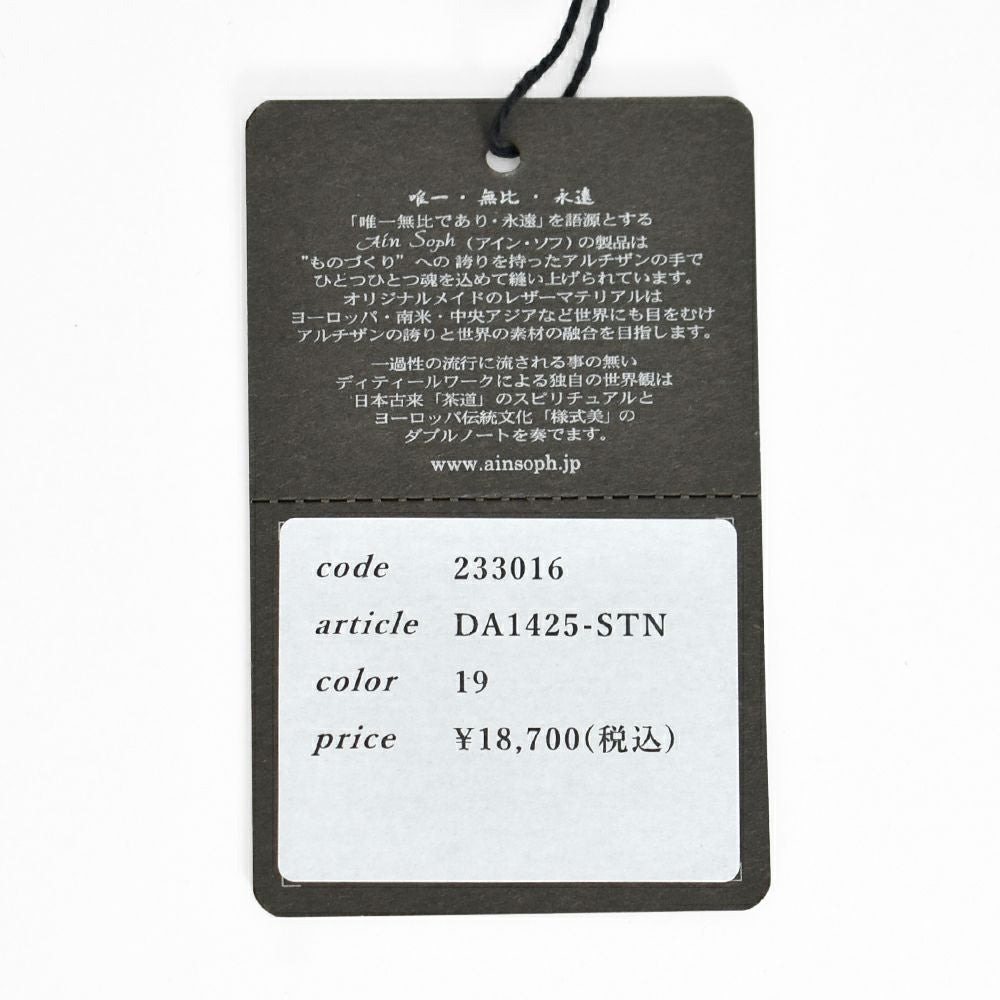 唯一・無比・永遠
「唯一無比であり・永遠」を語源とする
Ain Soph (アイン・ソフ) の製品は
"ものづくり" への 誇りを持ったアルチザンの手で
ひとつひとつ魂を込めて縫い上げられています。
オリジナルメイドのレザーマテリアルは
ヨーロッパ・南米・中央アジアなど世界にも目をむけ
アルチザンの誇りと世界の素材の融合を目指します。
一過性の流行に流される事の無い
ディティールワークによる独自の世界観は
日本古来「茶道」のスピリチュアルと
ヨーロッパ伝統文化「様式美」の
ダブルノートを奏でます。
www.ainsoph.jp
code 233016
article DA1425-STN
color 19
price ¥18,700(税込)